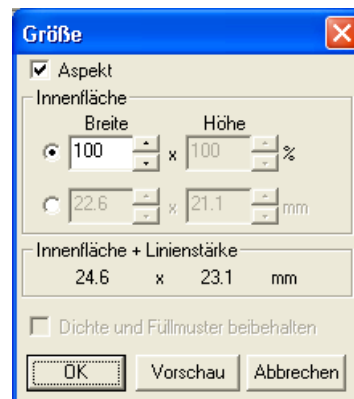 Größe
Aspekt
Innenfläche
Breite Höhe
100 x 100 %
22.6 x 21.1 mm
Innenfläche + Linienstärke
24.6 x 23.1 mm
Dichte und Füllmuster beibehalten
OK Vorschau Abbrechen